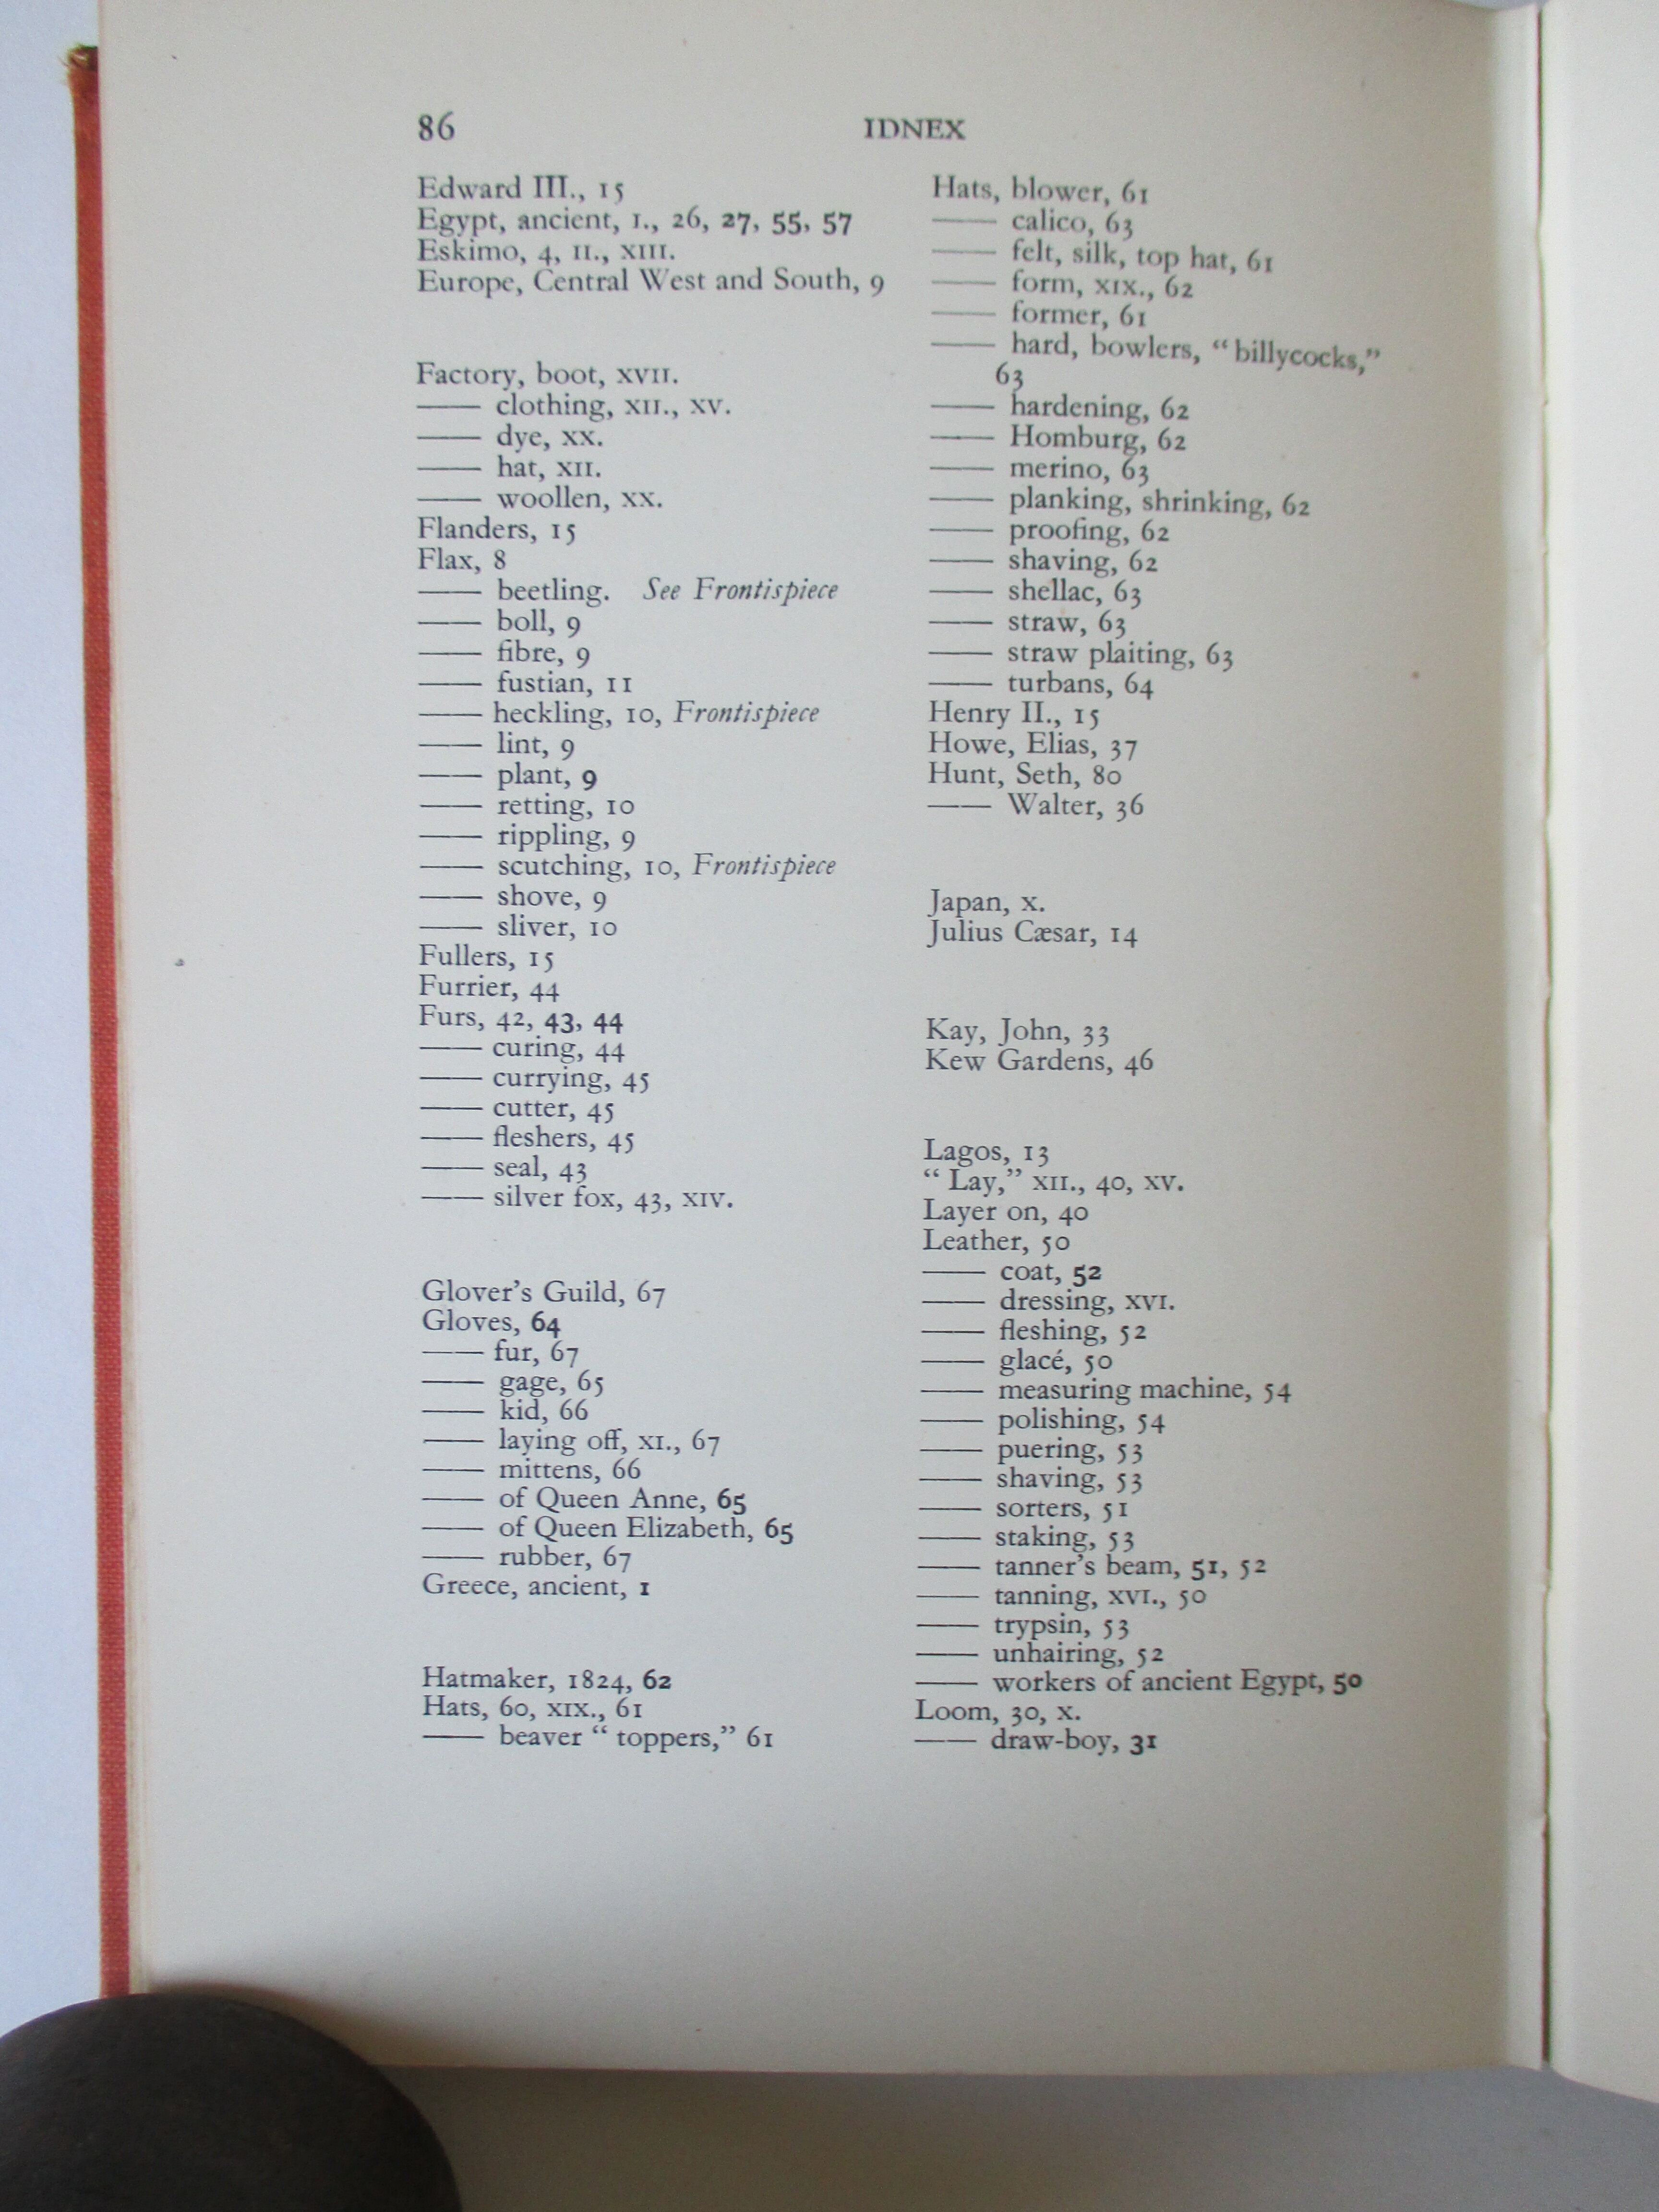 86 IDNEX
Edward III., 15
Egypt, ancient, I., 26, 27, 55, 57
Eskimo, 4, II., XIII.
Europe, Central West and South, 9
Factory, boot, XVII.
—— clothing, XII., XV.
—— dye, XX.
—— hat, XII.
—— woollen, XX.
Flanders, 15
Flax, 8
—— beetling. See Frontispiece
—— boll, 9
—— fibre, 9
—— fustian, 11
—— heckling, 10, Frontispiece
—— lint, 9
—— plant, 9
—— retting, 10
—— rippling, 9
—— scutching, 10, Frontispiece
—— shove, 9
—— sliver, 10
Fullers, 15
Furrier, 44
Furs, 42, 43, 44
—— curing, 44
—— currying, 45
—— cutter, 45
—— fleshers, 45
—— seal, 43
—— silver fox, 43, XIV.
Glover's Guild, 67
Gloves, 64
—— fur, 67
—— gage, 65
—— kid, 66
—— laying off, XI., 67
—— mittens, 66
—— of Queen Anne, 65
—— of Queen Elizabeth, 65
—— rubber, 67
Greece, ancient, 1
Hatmaker, 1824, 62
Hats, 60, XIX., 61
—— beaver “ toppers,” 61
Hats, blower, 61
—— calico, 63
—— felt, silk, top hat, 61
—— form, XIX., 62
—— former, 61
—— hard, bowlers, “ billycocks,”
63
—— hardening, 62
—— Homburg, 62
—— merino, 63
—— planking, shrinking, 62
—— proofing, 62
—— shaving, 62
—— shellac, 63
—— straw, 63
—— straw plaiting, 63
—— turbans, 64
Henry II., 15
Howe, Elias, 37
Hunt, Seth, 80
—— Walter, 36
Japan, X.
Julius Cæsar, 14
Kay, John, 33
Kew Gardens, 46
Lagos, 13
“ Lay,” XII., 40, XV.
Layer on, 40
Leather, 50
—— coat, 52
—— dressing, XVI.
—— fleshing, 52
—— glacé, 50
—— measuring machine, 54
—— polishing, 54
—— puering, 53
—— shaving, 53
—— sorters, 51
—— staking, 53
—— tanner's beam, 51, 52
—— tanning, XVI., 50
—— trypsin, 53
—— unhairing, 52
—— workers of ancient Egypt, 50
Loom, 30, X.
—— draw-boy, 31